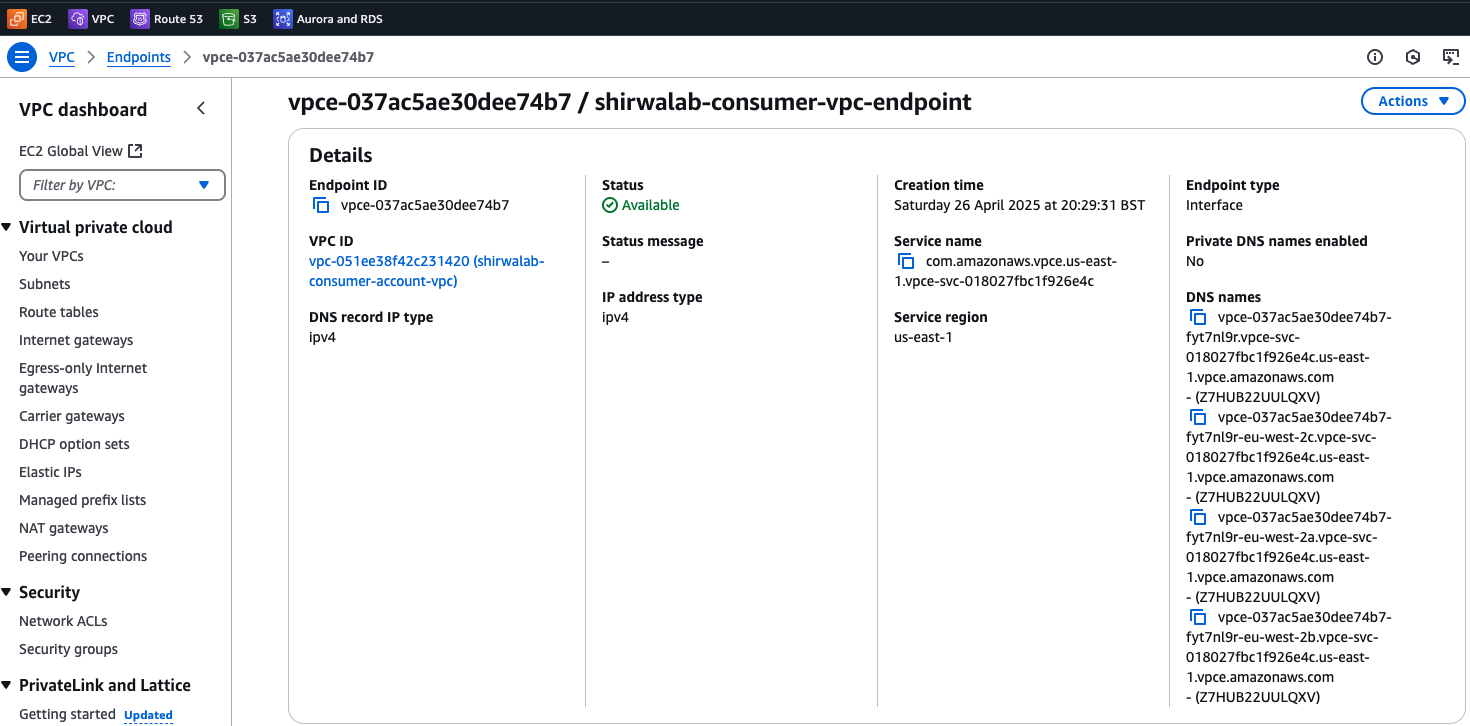 EC2 VPC Route 53 S3 Aurora and RDS
VPC > Endpoints > vpce-037ac5ae30dee74b7
VPC dashboard
EC2 Global View
Filter by VPC:
Virtual private cloud
Your VPCs
Subnets
Route tables
Internet gateways
Egress-only Internet
gateways
Carrier gateways
DHCP option sets
Elastic IPs
Managed prefix lists
NAT gateways
Peering connections
Security
Network ACLs
Security groups
PrivateLink and Lattice
Getting started Updated
vpce-037ac5ae30dee74b7 / shirwalab-consumer-vpc-endpoint
Actions
Details
Endpoint ID
vpce-037ac5ae30dee74b7
VPC ID
vpc-051ee38f42c231420 (shirwalab-
consumer-account-vpc)
DNS record IP type
ipv4
Status
Available
Status message
–
IP address type
ipv4
Creation time
Saturday 26 April 2025 at 20:29:31 BST
Service name
com.amazonaws.vpce.us-east-
1.vpce-svc-018027fbc1f926e4c
Service region
us-east-1
Endpoint type
Interface
Private DNS names enabled
No
DNS names
vpce-037ac5ae30dee74b7-
fyt7nl9r.vpce-svc-
018027fbc1f926e4c.us-east-
1.vpce.amazonaws.com
- (Z7HUB22UULQXV)
vpce-037ac5ae30dee74b7-
fyt7nl9r-eu-west-2c.vpce-svc-
018027fbc1f926e4c.us-east-
1.vpce.amazonaws.com
- (Z7HUB22UULQXV)
vpce-037ac5ae30dee74b7-
fyt7nl9r-eu-west-2a.vpce-svc-
018027fbc1f926e4c.us-east-
1.vpce.amazonaws.com
- (Z7HUB22UULQXV)
vpce-037ac5ae30dee74b7-
fyt7nl9r-eu-west-2b.vpce-svc-
018027fbc1f926e4c.us-east-
1.vpce.amazonaws.com
- (Z7HUB22UULQXV)